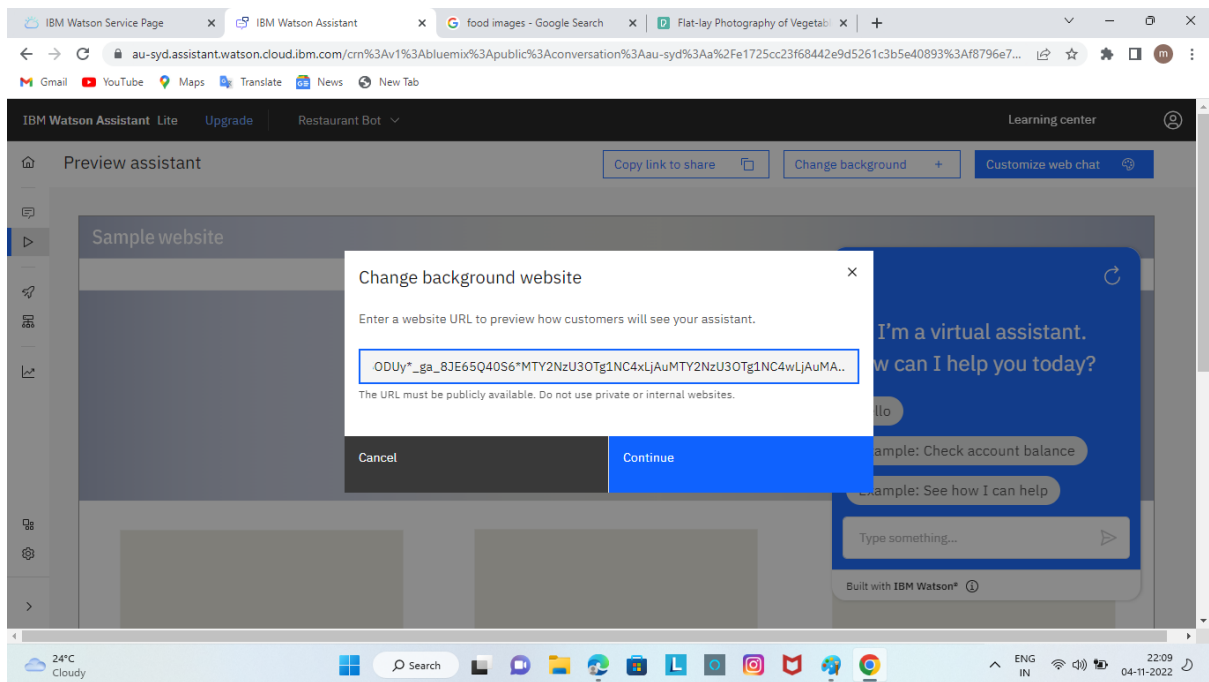 IBM Watson Service Page
IBM Watson Assistant
food images - Google Search
Flat-lay Photography of Vegetabl
au-syd.assistant.watson.cloud.ibm.com/crn%3Av1%3Abluemix%3Apublic%3Aconversation%3Aau-syd%3Aa%2Fe1725cc23f68442e9d5261c3b5e40893%3Af8796e7...
m
Gmail YouTube Maps Translate News New Tab
IBM Watson Assistant Lite Upgrade Restaurant Bot Learning center
Preview assistant Copy link to share Change background + Customize web chat
Sample website
Change background website
Enter a website URL to preview how customers will see your assistant.
ODUy*_ga_8JE65Q40S6*MTY2NzU3OTg1NC4xLjAuMTY2NzU3OTg1NC4wLjAuMA..
The URL must be publicly available. Do not use private or internal websites.
Cancel Continue
I'm a virtual assistant.
w can I help you today?
llo
ample: Check account balance
Example: See how I can help
Type something...
Built with IBM Watson®
24°C
Cloudy
Search
ENG
IN
22:09
04-11-2022